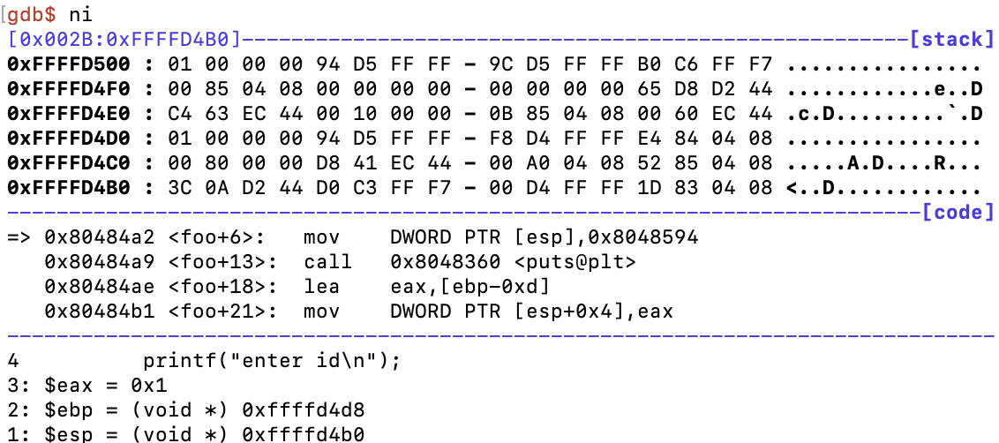 gdb$ ni
[0x002B:0xFFFFD4B0]------------------------------------------------------[stack]
0xFFFFD500 : 01 00 00 00 94 D5 FF FF - 9C D5 FF FF B0 C6 FF F7 ................
0xFFFFD4F0 : 00 85 04 08 00 00 00 00 - 00 00 00 00 65 D8 D2 44 ............e..D
0xFFFFD4E0 : C4 63 EC 44 00 10 00 00 - 0B 85 04 08 00 60 EC 44 .c.D.........`.D
0xFFFFD4D0 : 01 00 00 00 94 D5 FF FF - F8 D4 FF FF E4 84 04 08 ................
0xFFFFD4C0 : 00 80 00 00 D8 41 EC 44 - 00 A0 04 08 52 85 04 08 .....A.D....R...
0xFFFFD4B0 : 3C 0A D2 44 D0 C3 FF F7 - 00 D4 FF FF 1D 83 04 08 <..D............
--------------------------------------------------------------------------[code]
=> 0x80484a2 <foo+6>:  mov    DWORD PTR [esp],0x8048594
   0x80484a9 <foo+13>: call   0x8048360 <puts@plt>
   0x80484ae <foo+18>: lea    eax,[ebp-0xd]
   0x80484b1 <foo+21>: mov    DWORD PTR [esp+0x4],eax
--------------------------------------------------------------------------------
4          printf("enter id\n");
3: $eax = 0x1
2: $ebp = (void *) 0xffffd4d8
1: $esp = (void *) 0xffffd4b0